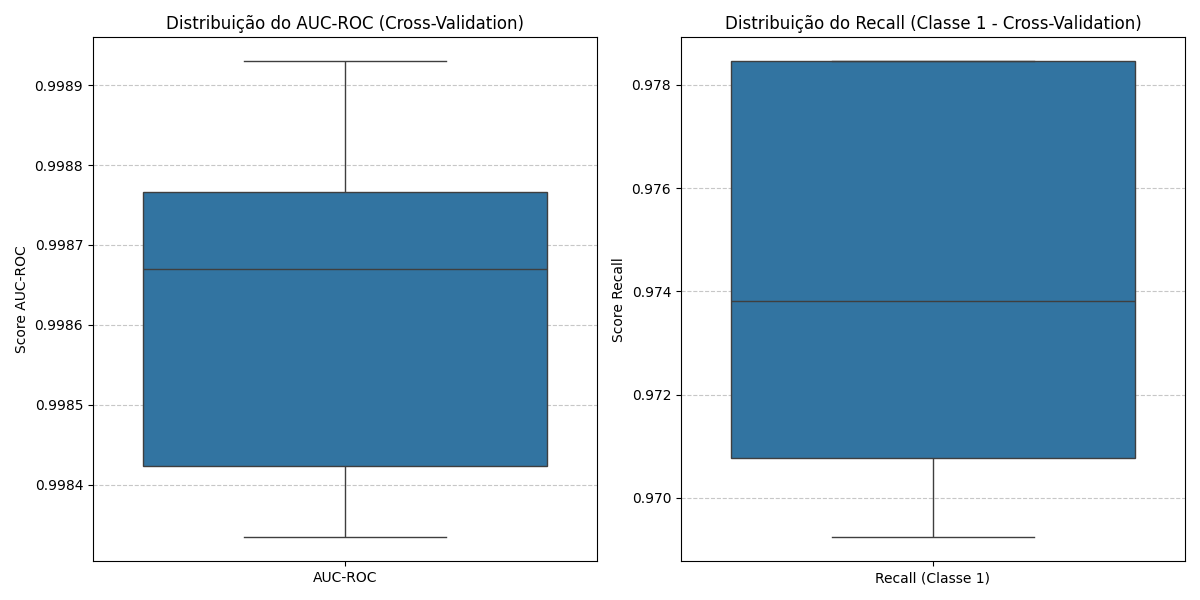 Distribuição do AUC-ROC (Cross-Validation)
Score AUC-ROC
0.9989
0.9988
0.9987
0.9986
0.9985
0.9984
AUC-ROC
Distribuição do Recall (Classe 1 - Cross-Validation)
Score Recall
0.978
0.976
0.974
0.972
0.970
Recall (Classe 1)